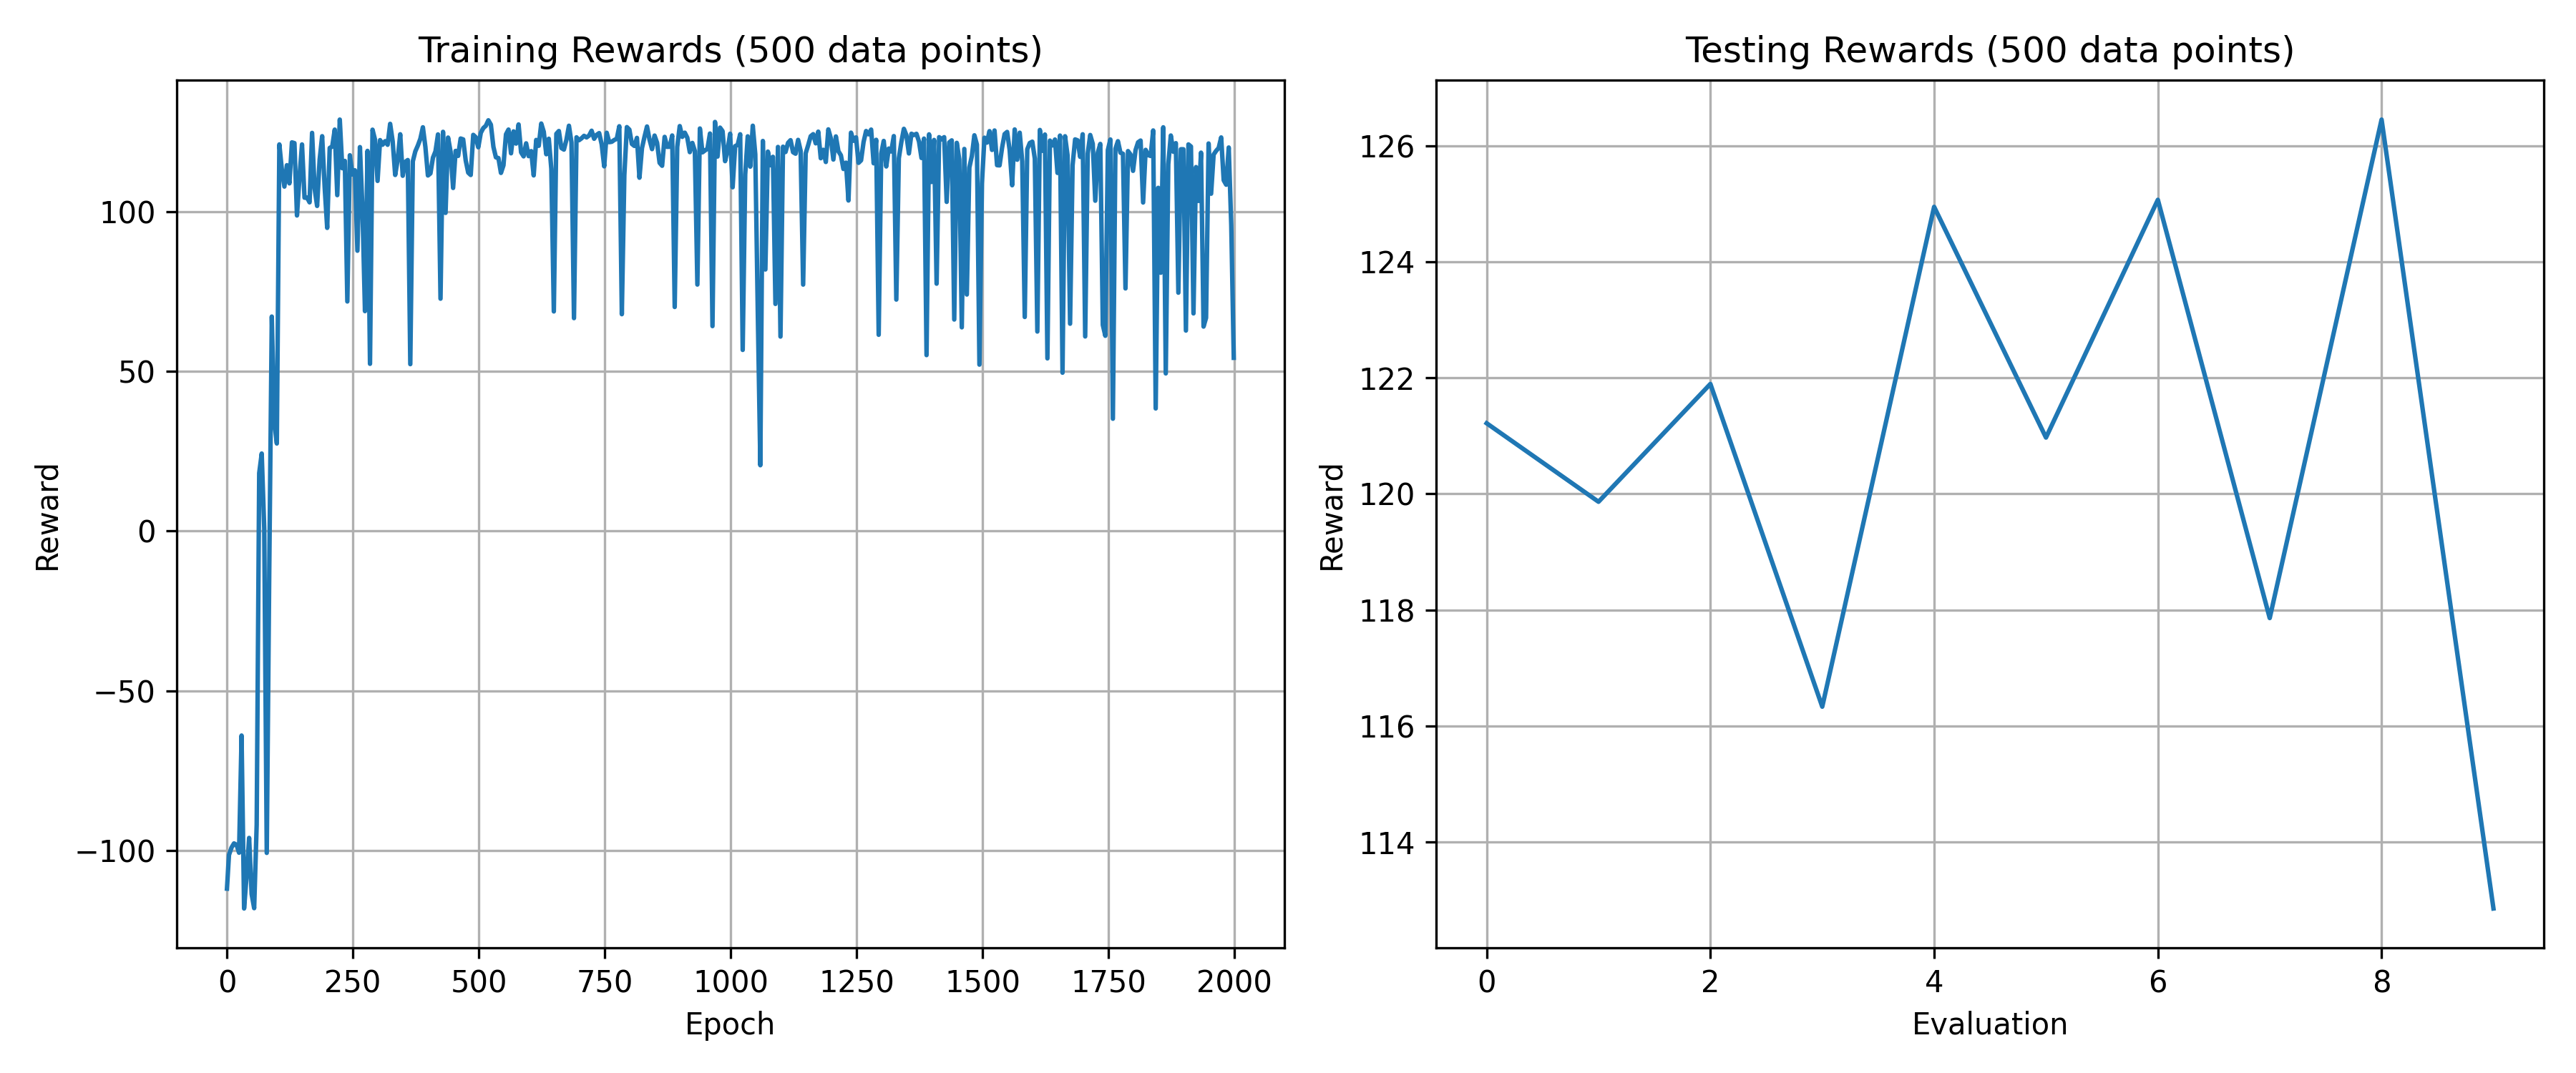 Training Rewards (500 data points)
Reward
100
50
0
−50
−100
0 250 500 750 1000 1250 1500 1750 2000
Epoch
Testing Rewards (500 data points)
Reward
126
124
122
120
118
116
114
0 2 4 6 8
Evaluation